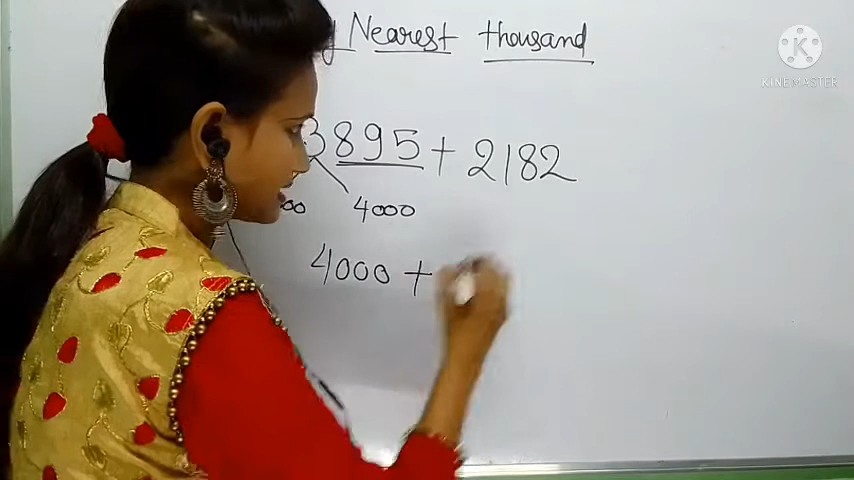 Nearest thousand
KINEMASTER
3895 + 2182
4000
4000 +